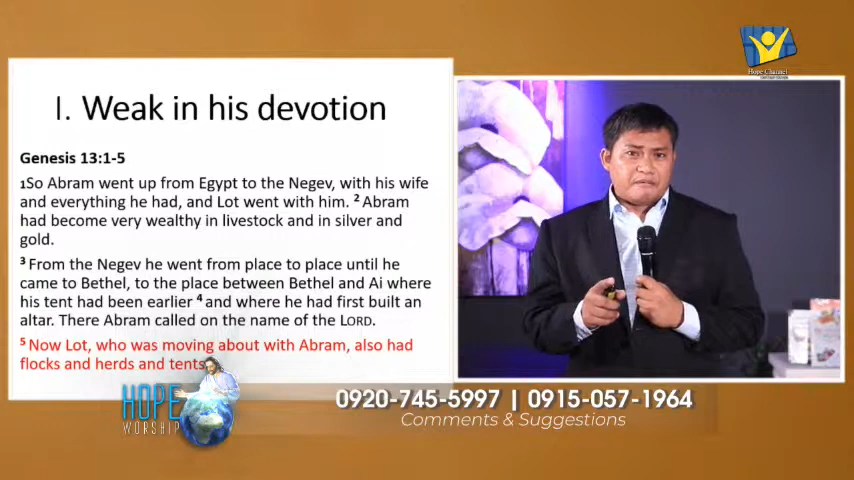 I. Weak in his devotion
Genesis 13:1-5
1So Abram went up from Egypt to the Negev, with his wife
and everything he had, and Lot went with him. 2 Abram
had become very wealthy in livestock and in silver and
gold.
3 From the Negev he went from place to place until he
came to Bethel, to the place between Bethel and Ai where
his tent had been earlier 4 and where he had first built an
altar. There Abram called on the name of the LORD.
5 Now Lot, who was moving about with Abram, also had
flocks and herds and tents
Hope Channel
HOPE
WORSHIP
0920-745-5997 | 0915-057-1964
Comments & Suggestions